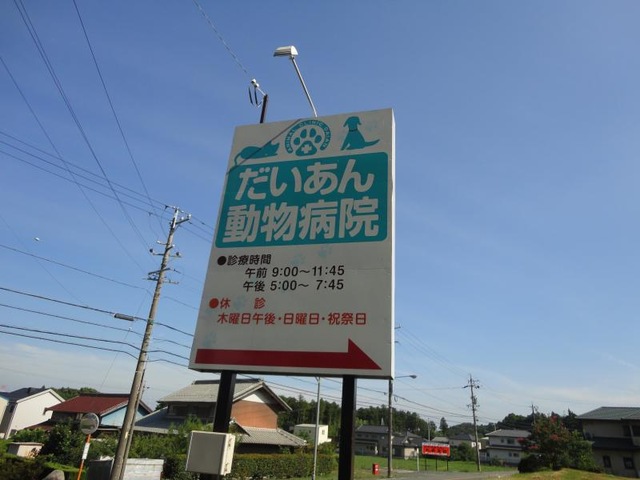 だいあん
動物病院
●診療時間
午前 9:00〜11:45
午後 5:00〜 7:45
●休 診
木曜日午後・日曜日・祝祭日